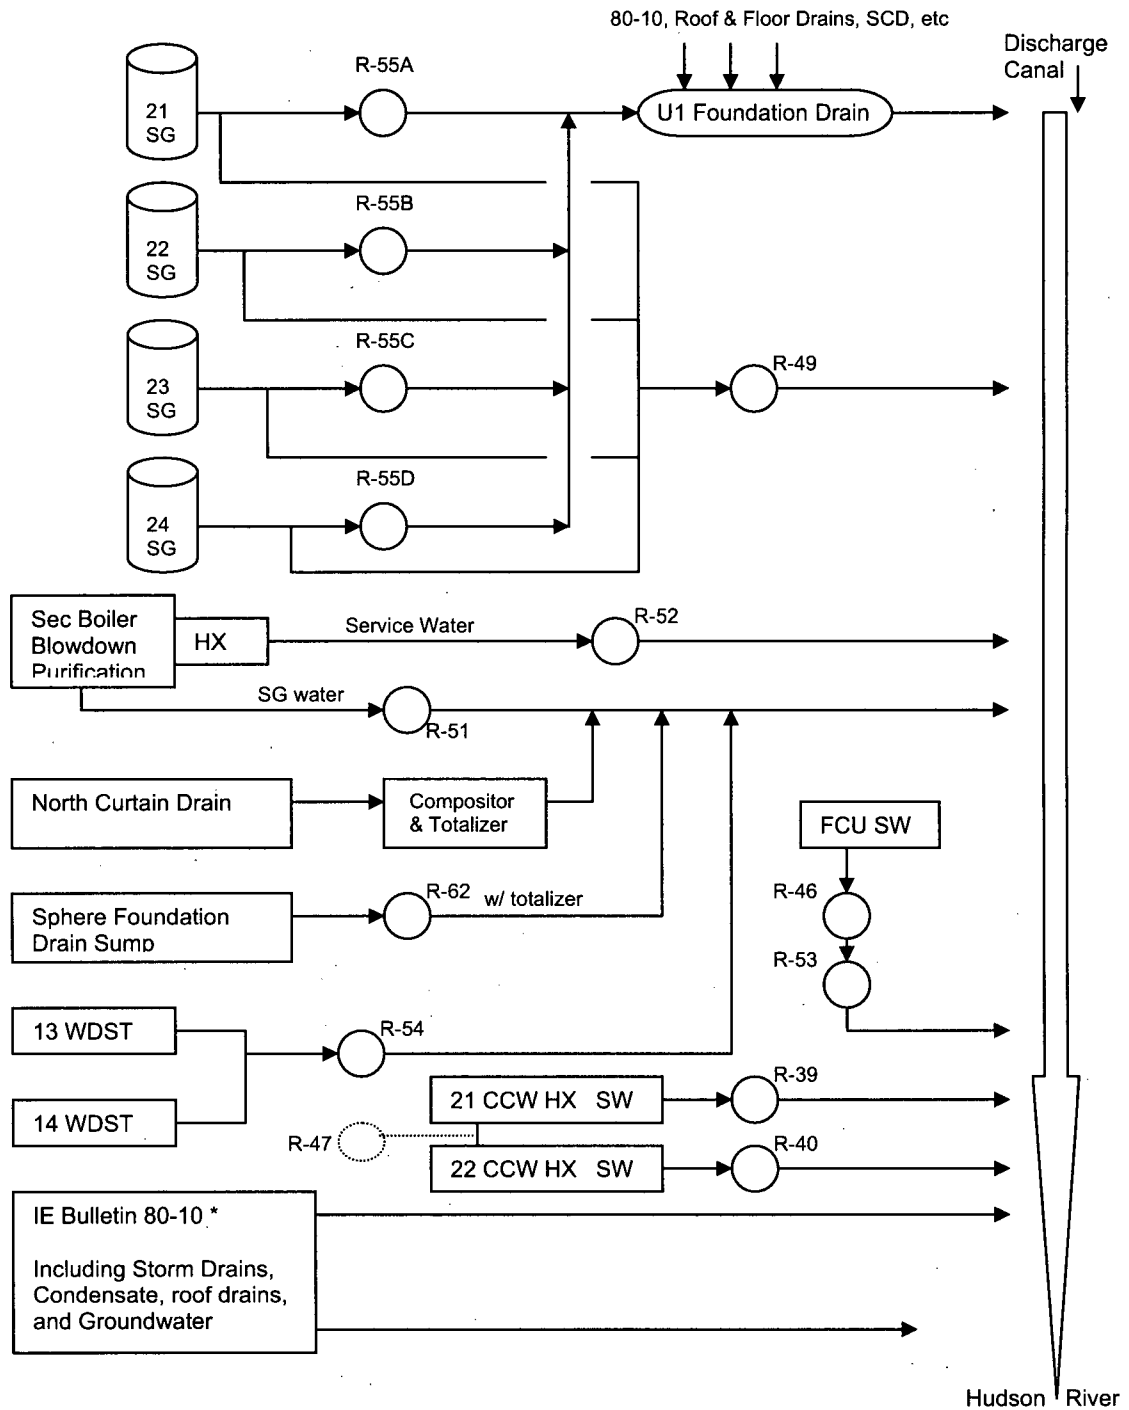 80-10, Roof & Floor Drains, SCD, etc
Discharge
Canal
R-55A
21
SG
U1 Foundation Drain
R-55B
22
SG
R-55C
23
SG
R-49
R-55D
24
SG
Sec Boiler
Blowdown
Purification
HX
Service Water
R-52
SG water
R-51
North Curtain Drain
Compositor
& Totalizer
FCU SW
R-62
w/ totalizer
R-46
Sphere Foundation
Drain Sump
R-53
13 WDST
R-54
R-39
21 CCW HX SW
14 WDST
R-47
R-40
22 CCW HX SW
IE Bulletin 80-10 *
Including Storm Drains,
Condensate, roof drains,
and Groundwater
Hudson River